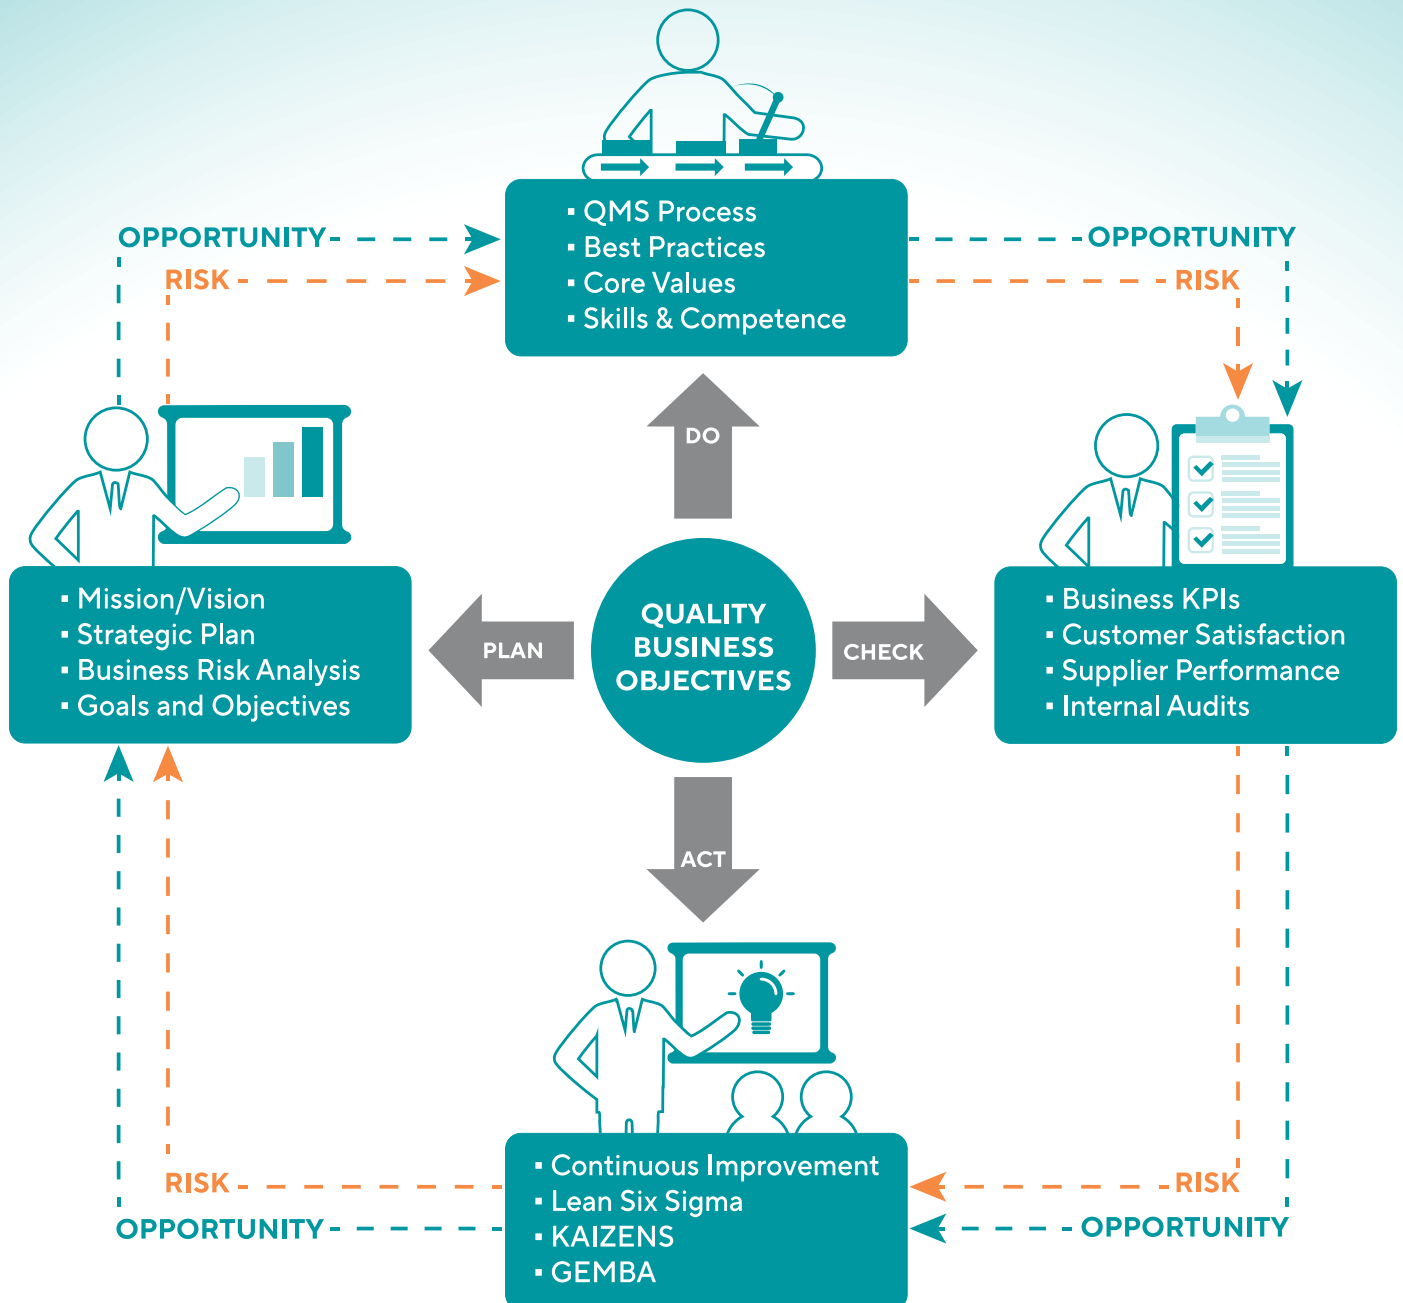 ▪ QMS Process
▪ Best Practices
▪ Core Values
▪ Skills & Competence
OPPORTUNITY
RISK
OPPORTUNITY
RISK
DO
▪ Mission/Vision
▪ Strategic Plan
▪ Business Risk Analysis
▪ Goals and Objectives
PLAN
QUALITY
BUSINESS
OBJECTIVES
CHECK
▪ Business KPIs
▪ Customer Satisfaction
▪ Supplier Performance
▪ Internal Audits
ACT
▪ Continuous Improvement
▪ Lean Six Sigma
▪ KAIZENS
▪ GEMBA
RISK
OPPORTUNITY
RISK
OPPORTUNITY